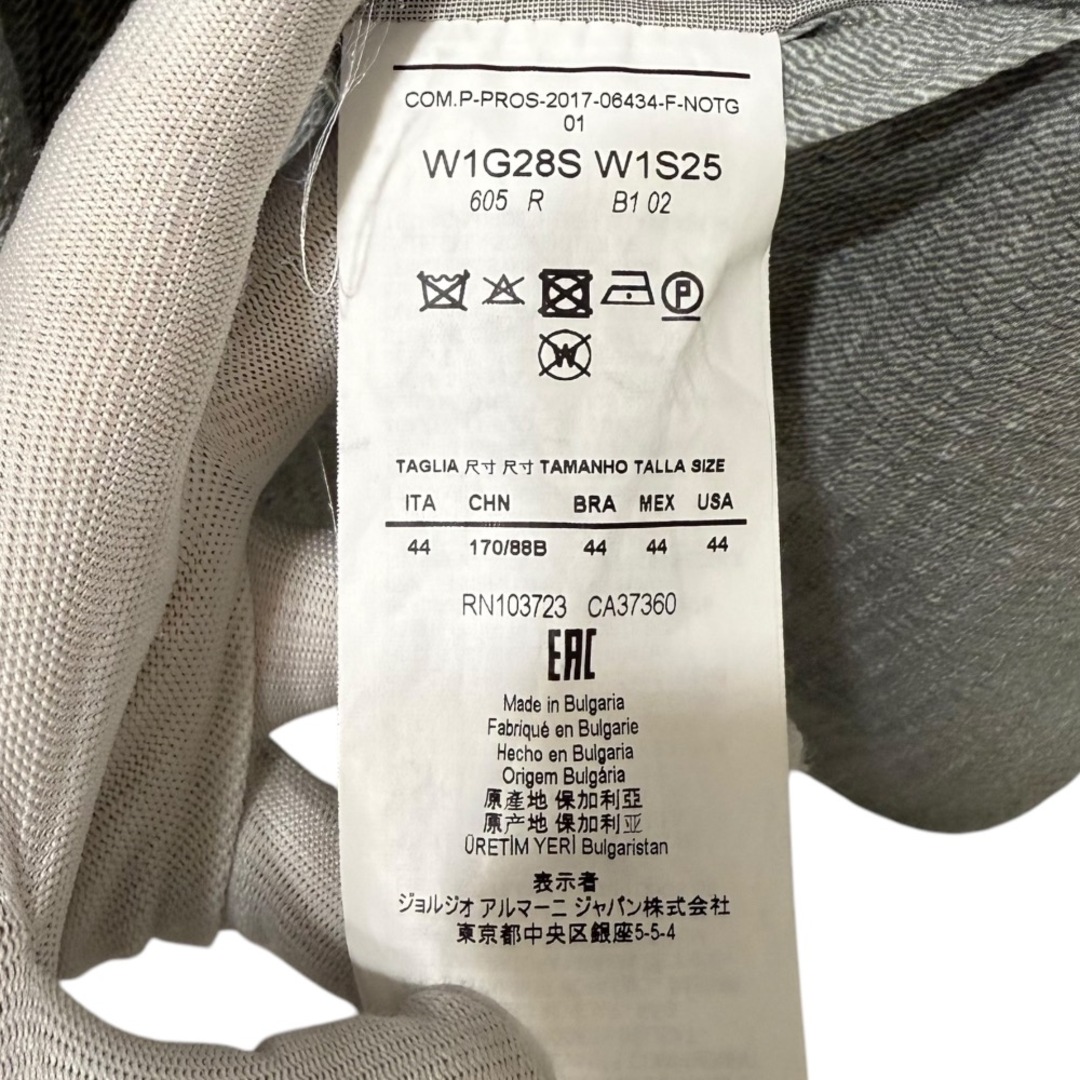 COM.P-PROS-2017-06434-F-NOTG
01
W1G28S W1S25
605 R B1 02
P
W
TAGLIA 尺寸 尺寸 TAMANHO TALLA SIZE
ITA CHN BRA MEX USA
44 170/88B 44 44 44
RN103723 CA37360
EAC
Made in Bulgaria
Fabriqué en Bulgarie
Hecho en Bulgaria
Origem Bulgária
原產地 保加利亞
原产地 保加利亚
ÜRETİM YERİ Bulgaristan
表示者
ジョルジオ アルマーニ ジャパン株式会社
東京都中央区銀座5-5-4